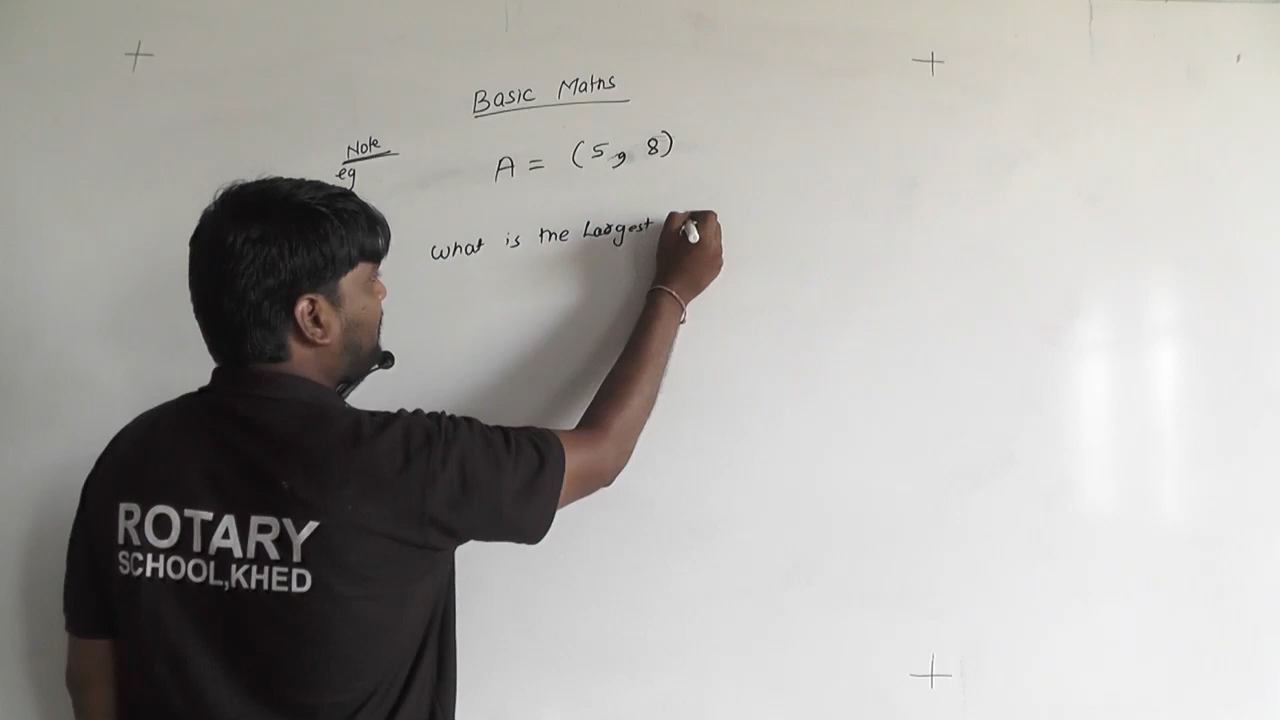 Basic Maths
Note
eg
A = (5, 8)
What is the Largest
ROTARY
SCHOOL,KHED